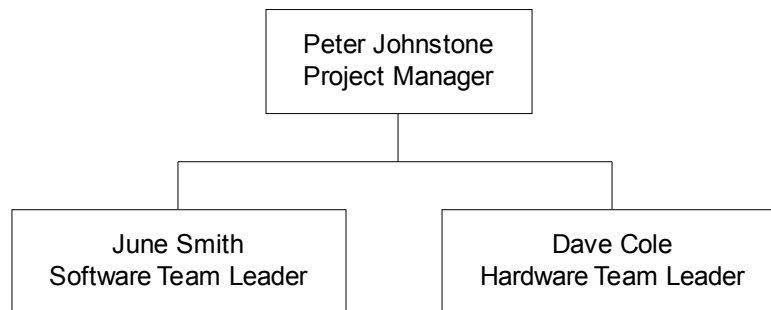 Peter Johnstone
Project Manager
June Smith
Software Team Leader
Dave Cole
Hardware Team Leader